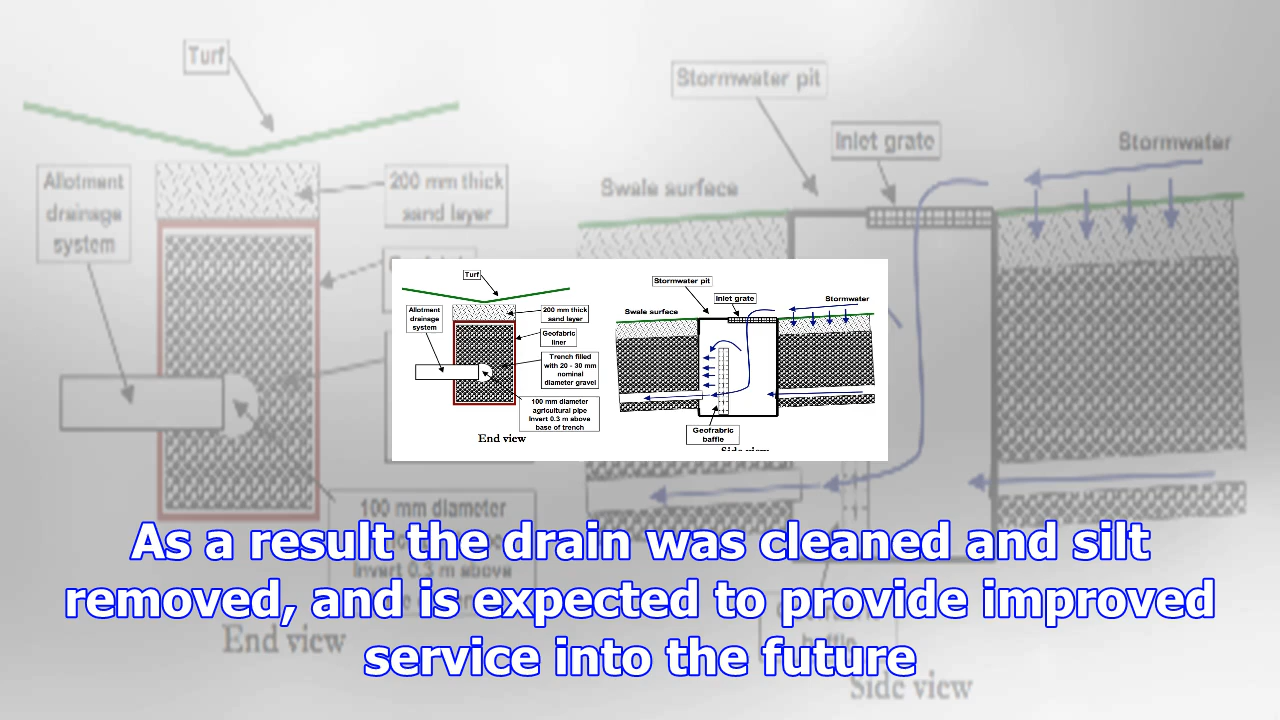 Turf
Stormwater pit
Inlet grate
Stormwater
Allotment
drainage
system
200 mm thick
sand layer
Swale surface
Turf
Stormwater pit
Inlet grate
Stormwater
Allotment
drainage
system
200 mm thick
sand layer
Swale surface
Geofabric
liner
Trench filled
with 20 - 30 mm
nominal
diameter gravel
100 mm diameter
agricultural pipe
Invert 0.3 m above
base of trench
Geofrabric
baffle
End view
Side view
100 mm diameter
Invert 0.3 m above
End view
Side view
As a result the drain was cleaned and silt
removed, and is expected to provide improved
service into the future